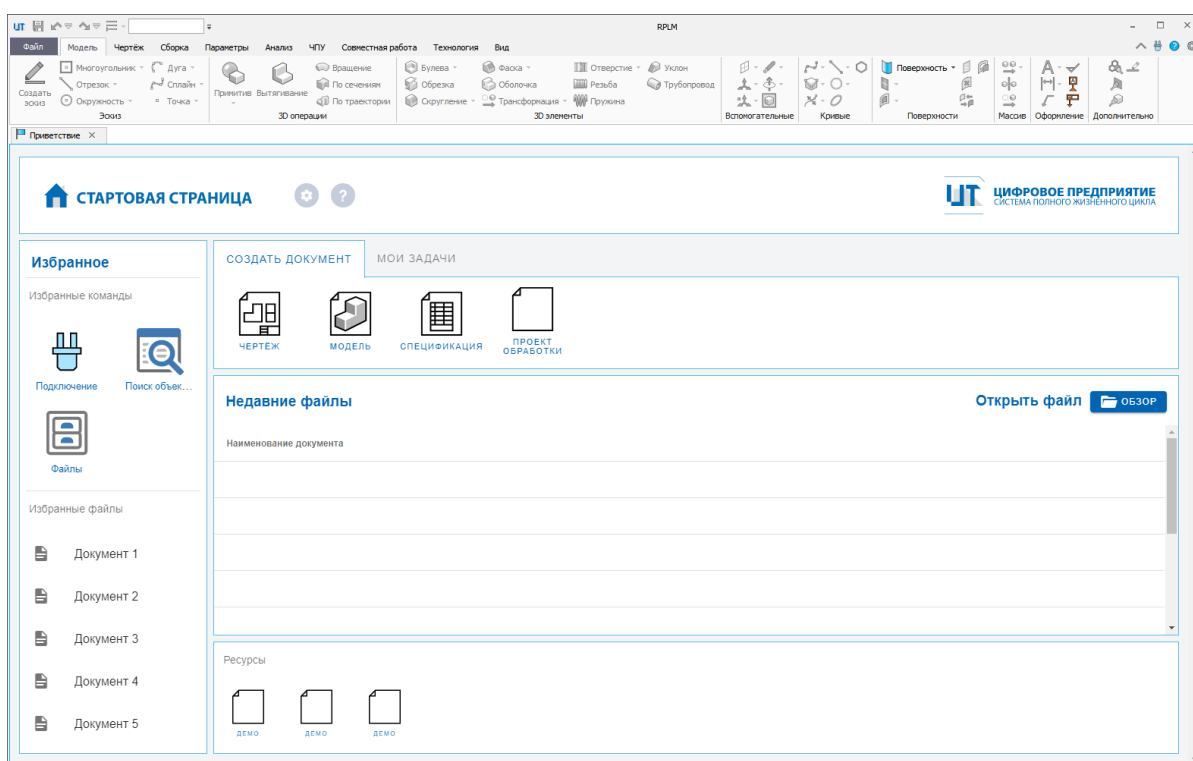 RPLM
Файл Модель Чертёж Сборка Параметры Анализ ЧПУ Совместная работа Технология Вид
Создать эскиз
Многоугольник Дуга
Отрезок Сплайн
Окружность Точка
Эскиз
Примитив Вытягивание
Вращение
По сечениям
По траектории
3D операции
Булева Фаска Отверстие Уклон
Обрезка Оболочка Резьба Трубопровод
Скругление Трансформация Пружина
3D элементы
Вспомогательные
Кривые
Поверхность
Поверхности
Массив
Оформление
Дополнительно
Приветствие
СТАРТОВАЯ СТРАНИЦА
ЦТ
ЦИФРОВОЕ ПРЕДПРИЯТИЕ
СИСТЕМА ПОЛНОГО ЖИЗНЕННОГО ЦИКЛА
Избранное
Избранные команды
Подключение Поиск объек...
Файлы
Избранные файлы
Документ 1
Документ 2
Документ 3
Документ 4
Документ 5
СОЗДАТЬ ДОКУМЕНТ МОИ ЗАДАЧИ
ЧЕРТЁЖ МОДЕЛЬ СПЕЦИФИКАЦИЯ ПРОЕКТ
ОБРАБОТКИ
Недавние файлы Открыть файл ОБЗОР
Наименование документа
Ресурсы
ДЕМО ДЕМО ДЕМО